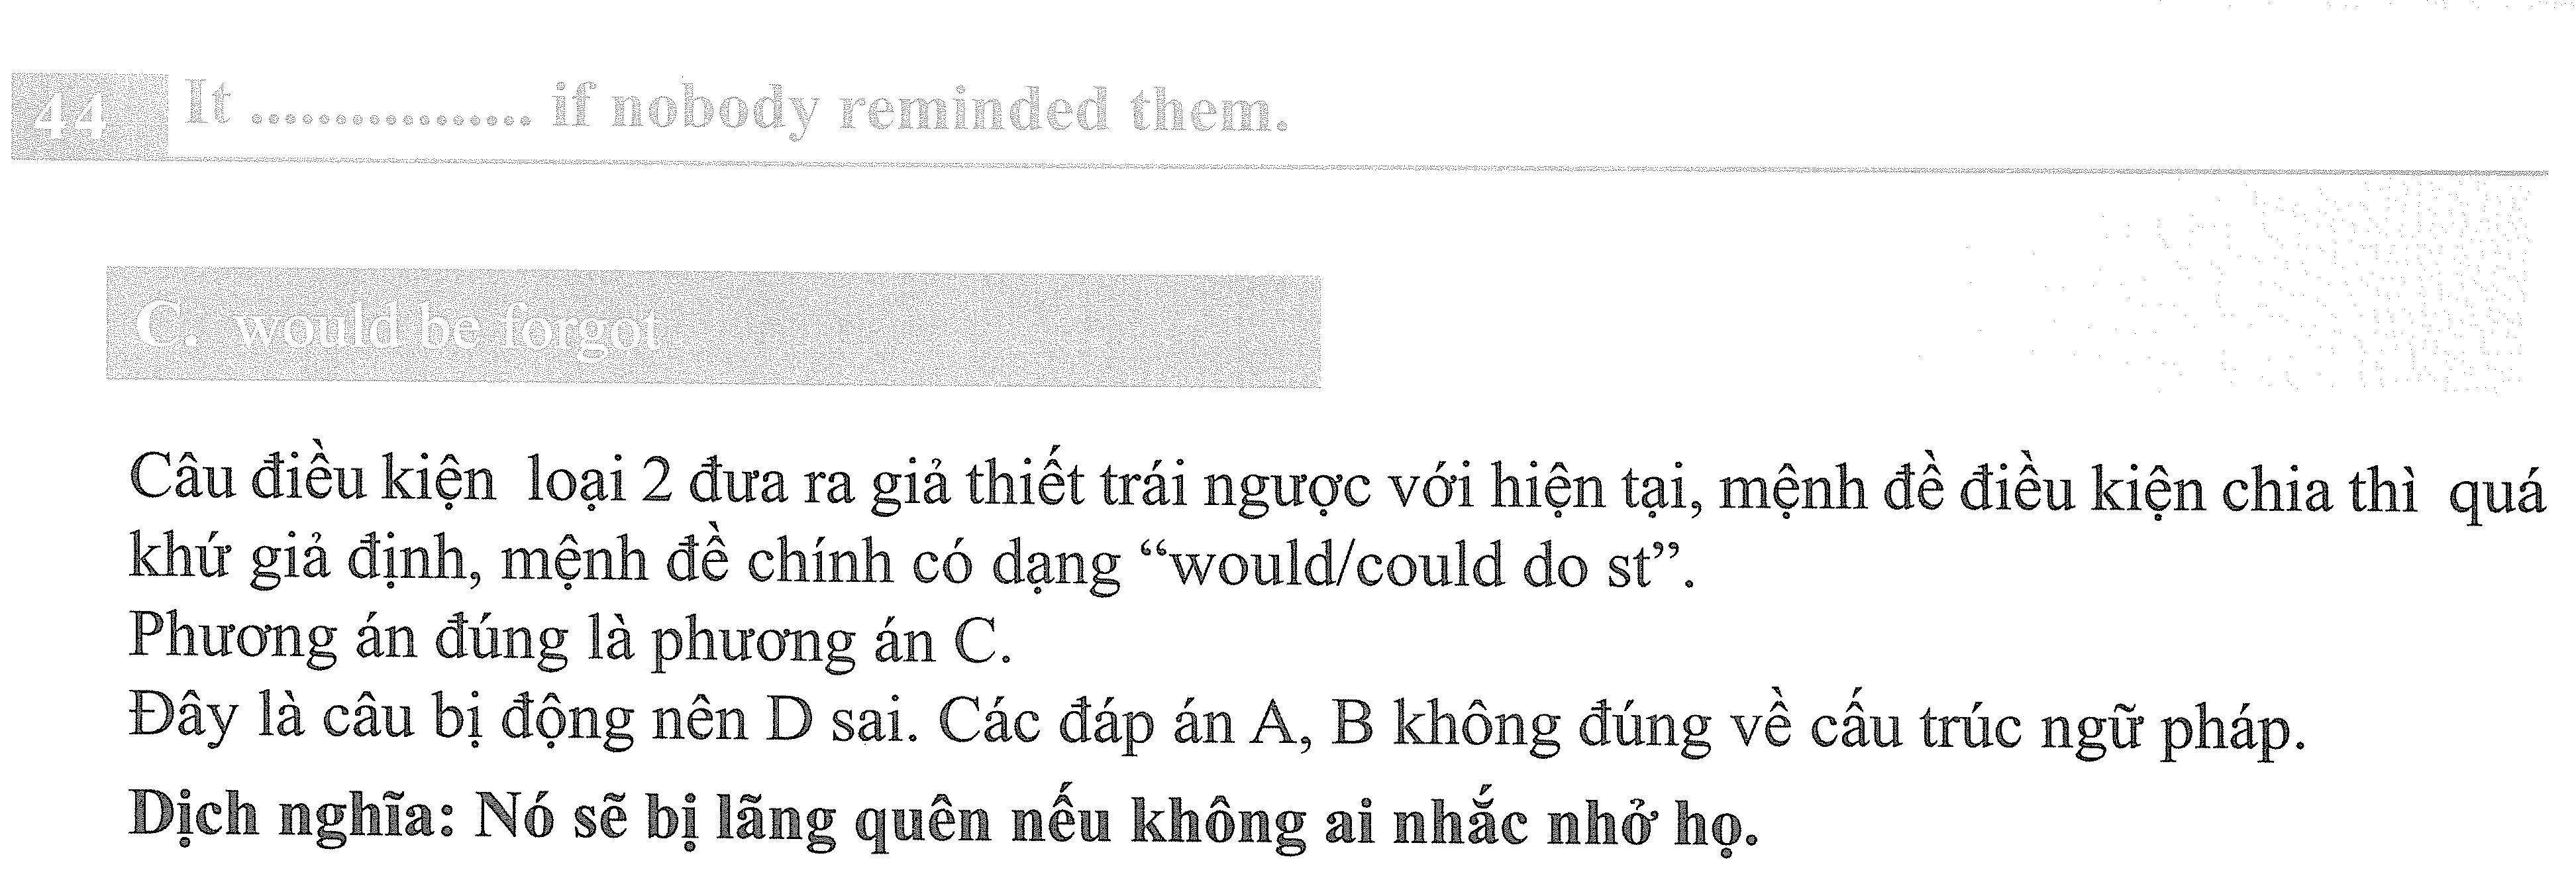 44 It ................ if nobody reminded them.
C. would be forgot
Câu điều kiện loại 2 đưa ra giả thiết trái ngược với hiện tại, mệnh đề điều kiện chia thì quá
khứ giả định, mệnh đề chính có dạng “would/could do st”.
Phương án đúng là phương án C.
Đây là câu bị động nên D sai. Các đáp án A, B không đúng về cấu trúc ngữ pháp.
Dịch nghĩa: Nó sẽ bị lãng quên nếu không ai nhắc nhở họ.